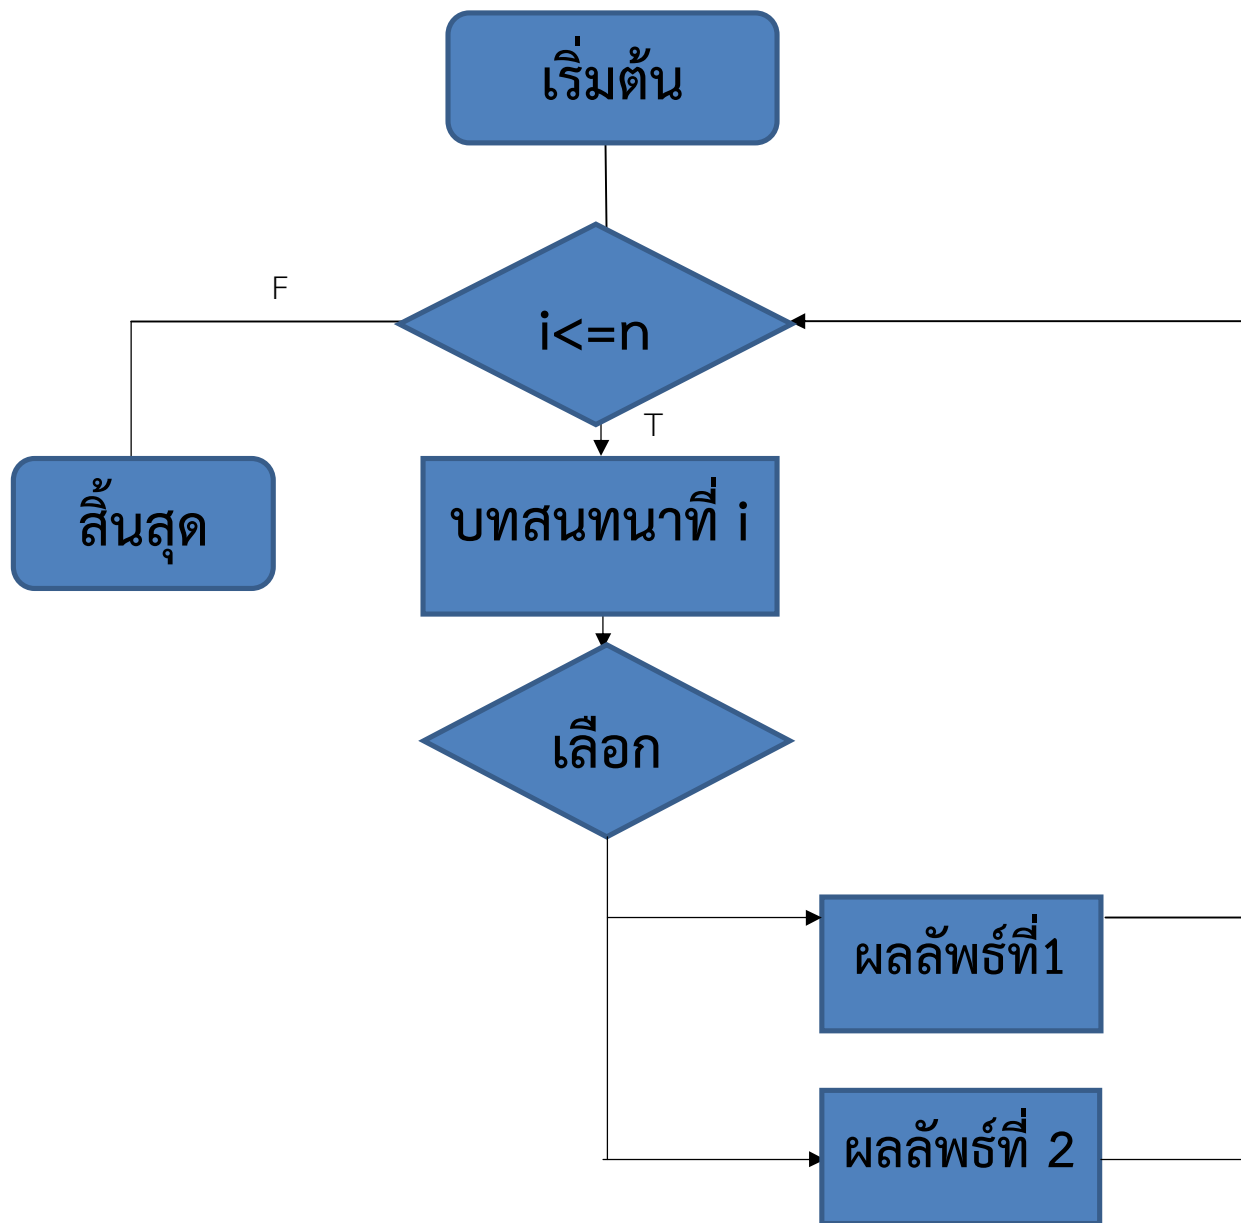 เริ่มต้น
F
i<=n
T
สิ้นสุด
บทสนทนาที่ i
เลือก
ผลลัพธ์ที่1
ผลลัพธ์ที่ 2